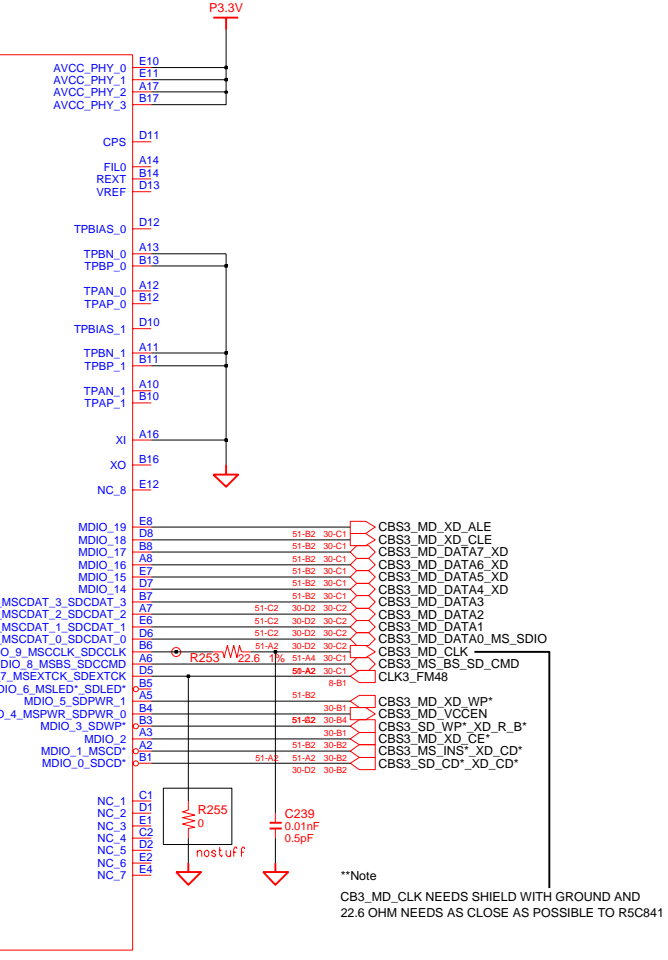 P3.3V
AVCC_PHY_0 E10
AVCC_PHY_1 E11
AVCC_PHY_2 A17
AVCC_PHY_3 B17
CPS D11
FIL0 A14
REXT B14
VREF D13
TPBIAS_0 D12
TPBN_0 A13
TPBP_0 B13
TPAN_0 A12
TPAP_0 B12
TPBIAS_1 D10
TPBN_1 A11
TPBP_1 B11
TPAN_1 A10
TPAP_1 B10
XI A16
XO B16
NC_8 E12
MDIO_19 E8 CBS3_MD_XD_ALE
MDIO_18 D8 51-B2 30-C1 CBS3_MD_XD_CLE
MDIO_17 B8 51-B2 30-C1 CBS3_MD_DATA7_XD
MDIO_16 A8 51-B2 30-C1 CBS3_MD_DATA6_XD
MDIO_15 E7 51-B2 30-C1 CBS3_MD_DATA5_XD
MDIO_14 D7 51-B2 30-C1 CBS3_MD_DATA4_XD
MSCDAT_3_SDCDAT_3 B7 51-B2 30-C1 CBS3_MD_DATA3
MSCDAT_2_SDCDAT_2 A7 51-C2 30-D2 30-C2 CBS3_MD_DATA2
MSCDAT_1_SDCDAT_1 E6 51-C2 30-D2 30-C2 CBS3_MD_DATA1
MSCDAT_0_SDCDAT_0 D6 51-C2 30-D2 30-C2 CBS3_MD_DATA0_MS_SDIO
IO_9_MSCCLK_SDCCLK B6 51-A2 30-D2 30-C2 CBS3_MD_CLK
DIO_8_MSBS_SDCCMD A6 R253 22.6 1% 51-A4 30-C1 CBS3_MS_BS_SD_CMD
7_MSEXTCK_SDEXTCK D5 30-C1 CLK3_FM48
DIO_6_MSLED*_SDLED* B5 8-B1
MDIO_5_SDPWR_1 A5 51-B2 CBS3_MD_XD_WP*
O_4_MSPWR_SDPWR_0 B4 30-B1 CBS3_MD_VCCEN
MDIO_3_SDWP* B3 30-B4 CBS3_SD_WP*_XD_R_B*
MDIO_2 A3 30-B1 CBS3_MD_XD_CE*
MDIO_1_MSCD* A2 51-B2 30-B2 CBS3_MS_INS*_XD_CD*
MDIO_0_SDCD* B1 51-A2 51-A2 30-B2 CBS3_SD_CD*_XD_CD*
30-D2 30-B2
NC_1 C1
NC_2 D1
NC_3 E1
NC_4 C2
NC_5 D2
NC_6 E2
NC_7 E4
R255
0
nostuff
C239
0.01nF
0.5pF
**Note
CB3_MD_CLK NEEDS SHIELD WITH GROUND AND
22.6 OHM NEEDS AS CLOSE AS POSSIBLE TO R5C841